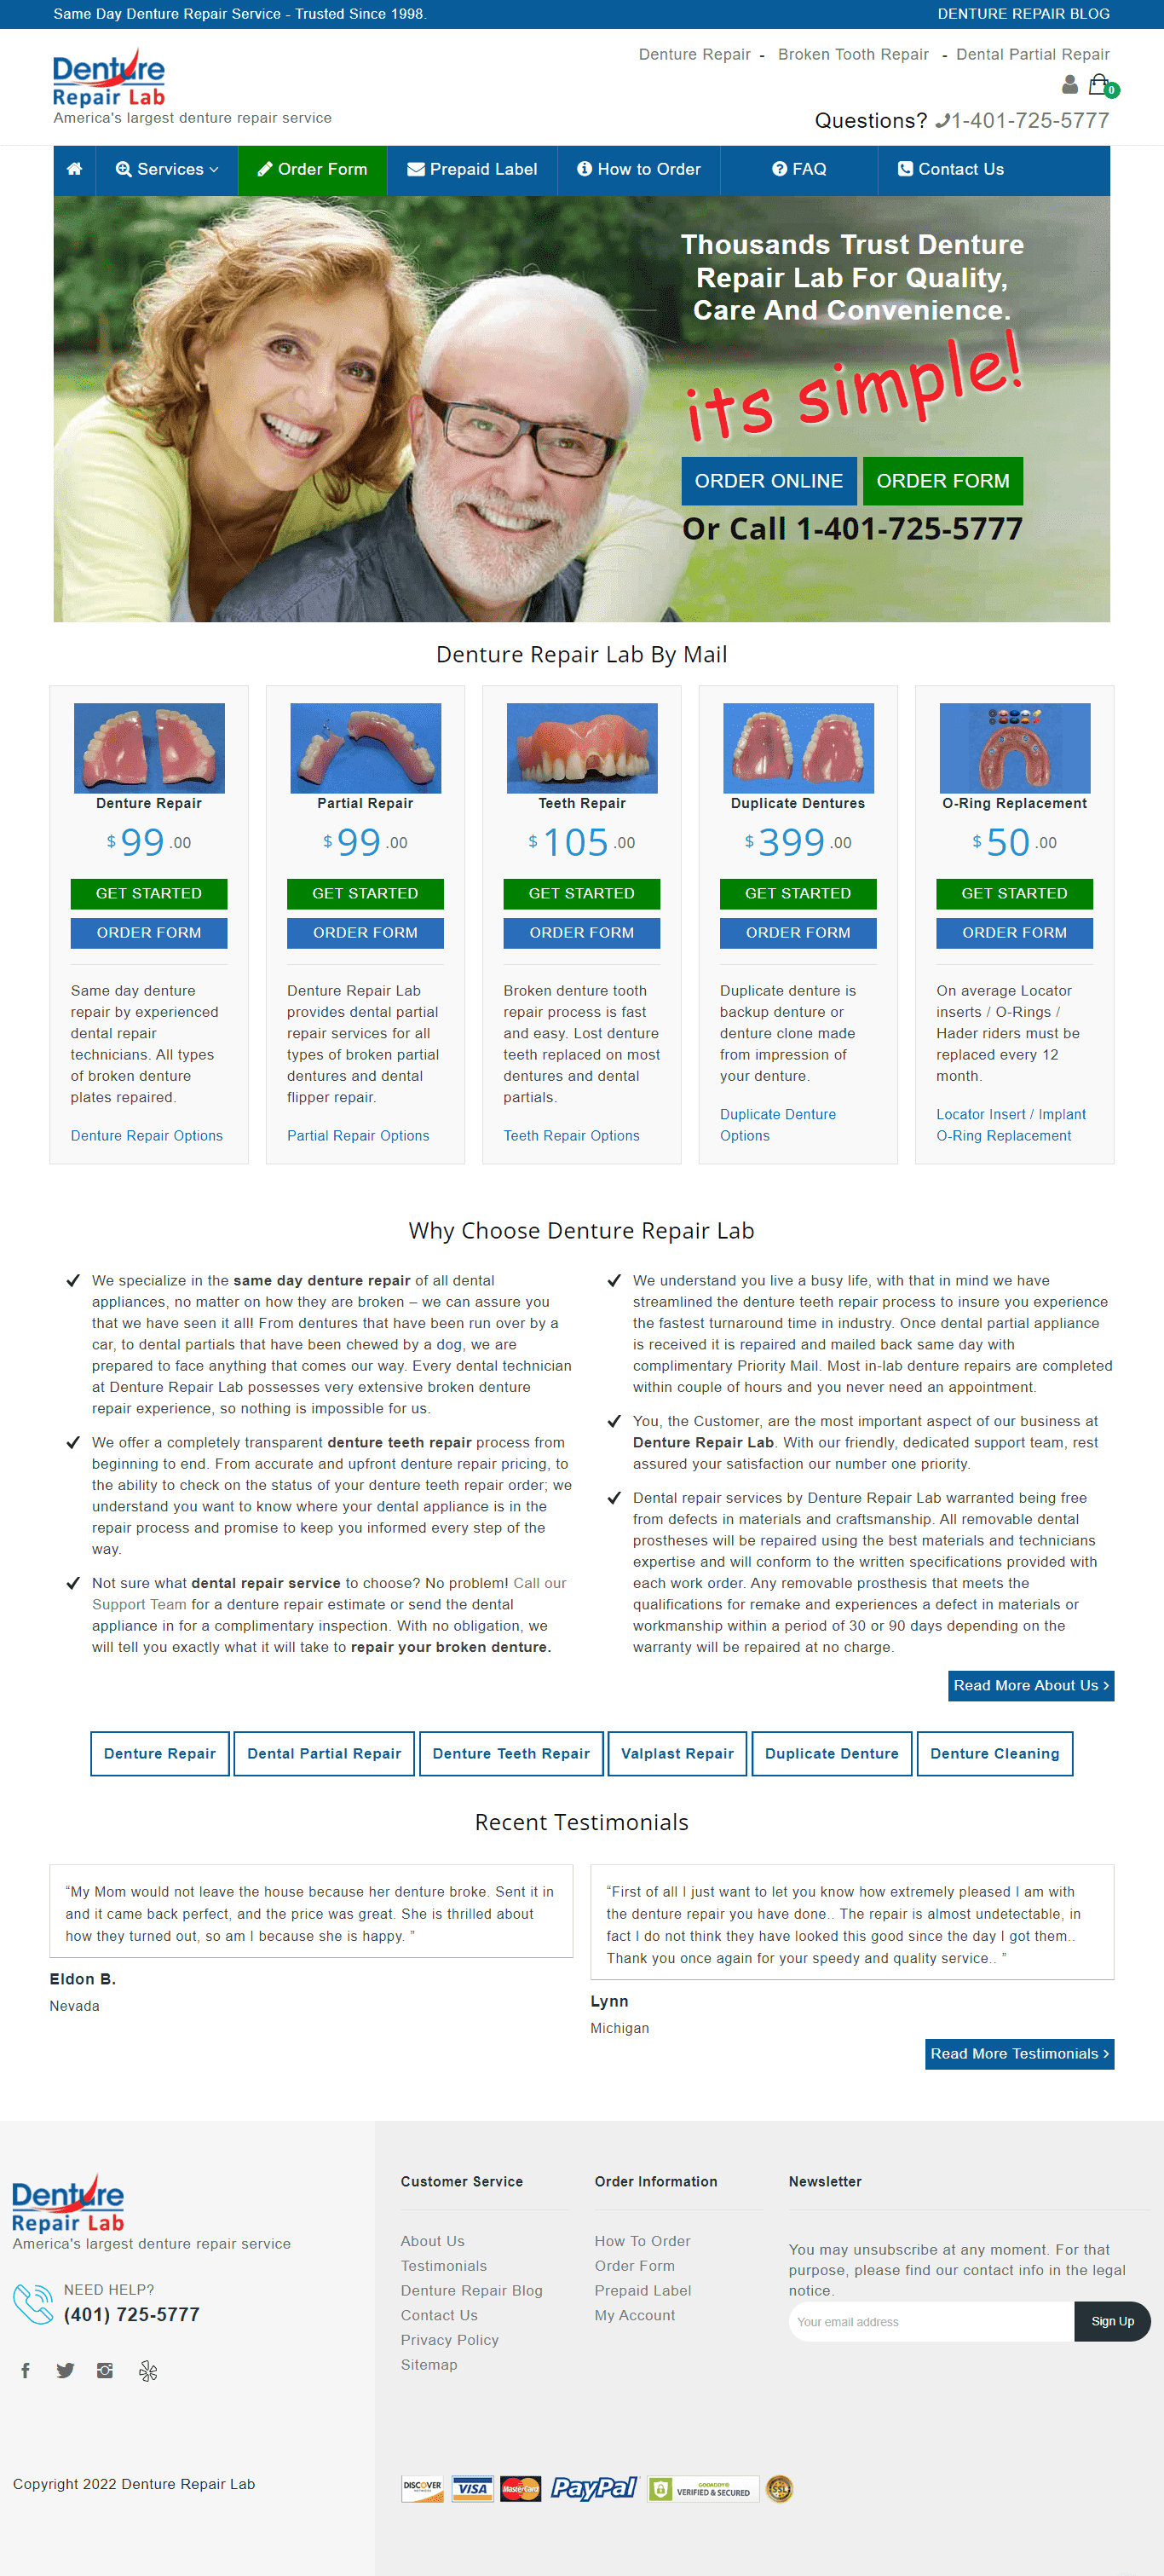 Same Day Denture Repair Service - Trusted Since 1998.
DENTURE REPAIR BLOG
Denture
Repair Lab
America's largest denture repair service
Denture Repair - Broken Tooth Repair - Dental Partial Repair
0
Questions? 1-401-725-5777
Services
Order Form
Prepaid Label
How to Order
FAQ
Contact Us
Thousands Trust Denture
Repair Lab For Quality,
Care And Convenience.
its simple!
ORDER ONLINE
ORDER FORM
Or Call 1-401-725-5777
Denture Repair Lab By Mail
Denture Repair
$ 99 .00
GET STARTED
ORDER FORM
Same day denture
repair by experienced
dental repair
technicians. All types
of broken denture
plates repaired.
Denture Repair Options
Partial Repair
$ 99 .00
GET STARTED
ORDER FORM
Denture Repair Lab
provides dental partial
repair services for all
types of broken partial
dentures and dental
flipper repair.
Partial Repair Options
Teeth Repair
$ 105 .00
GET STARTED
ORDER FORM
Broken denture tooth
repair process is fast
and easy. Lost denture
teeth replaced on most
dentures and dental
partials.
Teeth Repair Options
Duplicate Dentures
$ 399 .00
GET STARTED
ORDER FORM
Duplicate denture is
backup denture or
denture clone made
from impression of
your denture.
Duplicate Denture
Options
O-Ring Replacement
$ 50 .00
GET STARTED
ORDER FORM
On average Locator
inserts / O-Rings /
Hader riders must be
replaced every 12
month.
Locator Insert / Implant
O-Ring Replacement
Why Choose Denture Repair Lab
We specialize in the same day denture repair of all dental
appliances, no matter on how they are broken – we can assure you
that we have seen it all! From dentures that have been run over by a
car, to dental partials that have been chewed by a dog, we are
prepared to face anything that comes our way. Every dental technician
at Denture Repair Lab possesses very extensive broken denture
repair experience, so nothing is impossible for us.
We offer a completely transparent denture teeth repair process from
beginning to end. From accurate and upfront denture repair pricing, to
the ability to check on the status of your denture teeth repair order; we
understand you want to know where your dental appliance is in the
repair process and promise to keep you informed every step of the
way.
Not sure what dental repair service to choose? No problem! Call our
Support Team for a denture repair estimate or send the dental
appliance in for a complimentary inspection. With no obligation, we
will tell you exactly what it will take to repair your broken denture.
We understand you live a busy life, with that in mind we have
streamlined the denture teeth repair process to insure you experience
the fastest turnaround time in industry. Once dental partial appliance
is received it is repaired and mailed back same day with
complimentary Priority Mail. Most in-lab denture repairs are completed
within couple of hours and you never need an appointment.
You, the Customer, are the most important aspect of our business at
Denture Repair Lab. With our friendly, dedicated support team, rest
assured your satisfaction our number one priority.
Dental repair services by Denture Repair Lab warranted being free
from defects in materials and craftsmanship. All removable dental
prostheses will be repaired using the best materials and technicians
expertise and will conform to the written specifications provided with
each work order. Any removable prosthesis that meets the
qualifications for remake and experiences a defect in materials or
workmanship within a period of 30 or 90 days depending on the
warranty will be repaired at no charge.
Read More About Us >
Denture Repair
Dental Partial Repair
Denture Teeth Repair
Valplast Repair
Duplicate Denture
Denture Cleaning
Recent Testimonials
“My Mom would not leave the house because her denture broke. Sent it in
and it came back perfect, and the price was great. She is thrilled about
how they turned out, so am I because she is happy. ”
Eldon B.
Nevada
“First of all I just want to let you know how extremely pleased I am with
the denture repair you have done.. The repair is almost undetectable, in
fact I do not think they have looked this good since the day I got them..
Thank you once again for your speedy and quality service.. ”
Lynn
Michigan
Read More Testimonials >
Denture
Repair Lab
America's largest denture repair service
NEED HELP?
(401) 725-5777
Copyright 2022 Denture Repair Lab
Customer Service
About Us
Testimonials
Denture Repair Blog
Contact Us
Privacy Policy
Sitemap
Order Information
How To Order
Order Form
Prepaid Label
My Account
Newsletter
You may unsubscribe at any moment. For that
purpose, please find our contact info in the legal
notice.
Your email address
Sign Up
DISCOVER
VISA
MasterCard
PayPal
GODADDY
VERIFIED & SECURED
SSL